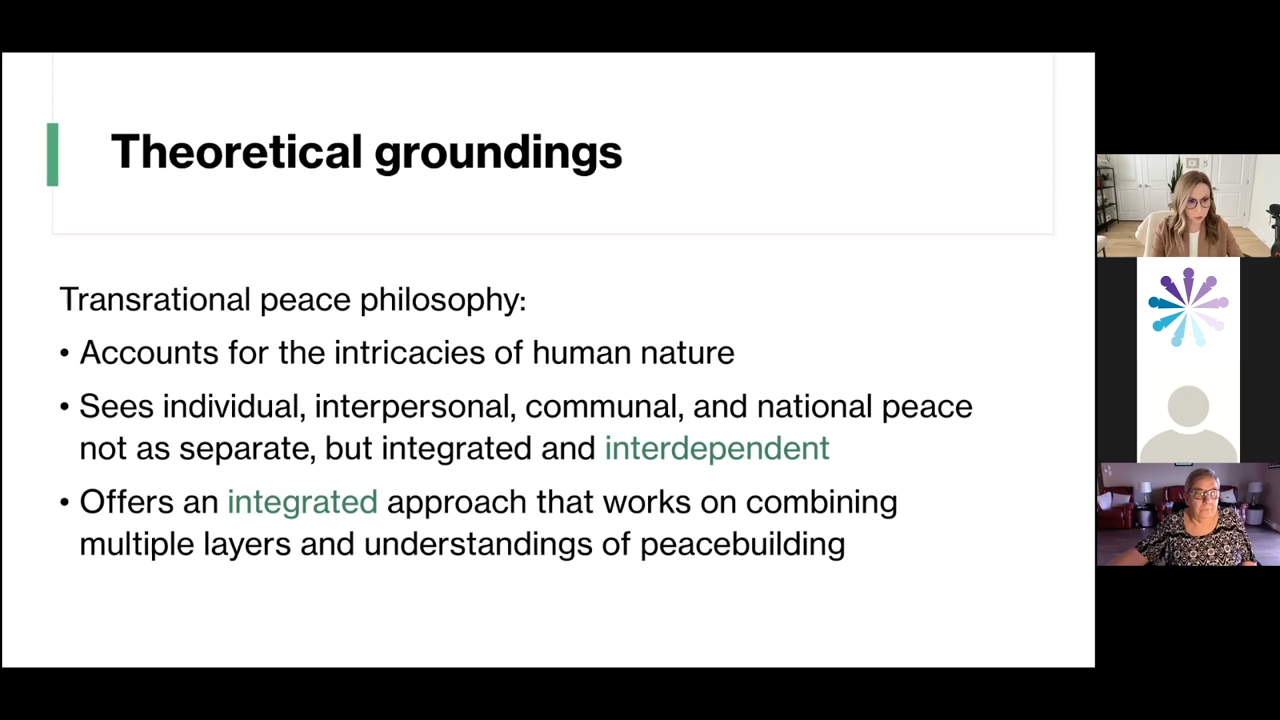 Theoretical groundings
Transrational peace philosophy:
• Accounts for the intricacies of human nature
• Sees individual, interpersonal, communal, and national peace
not as separate, but integrated and interdependent
• Offers an integrated approach that works on combining
multiple layers and understandings of peacebuilding